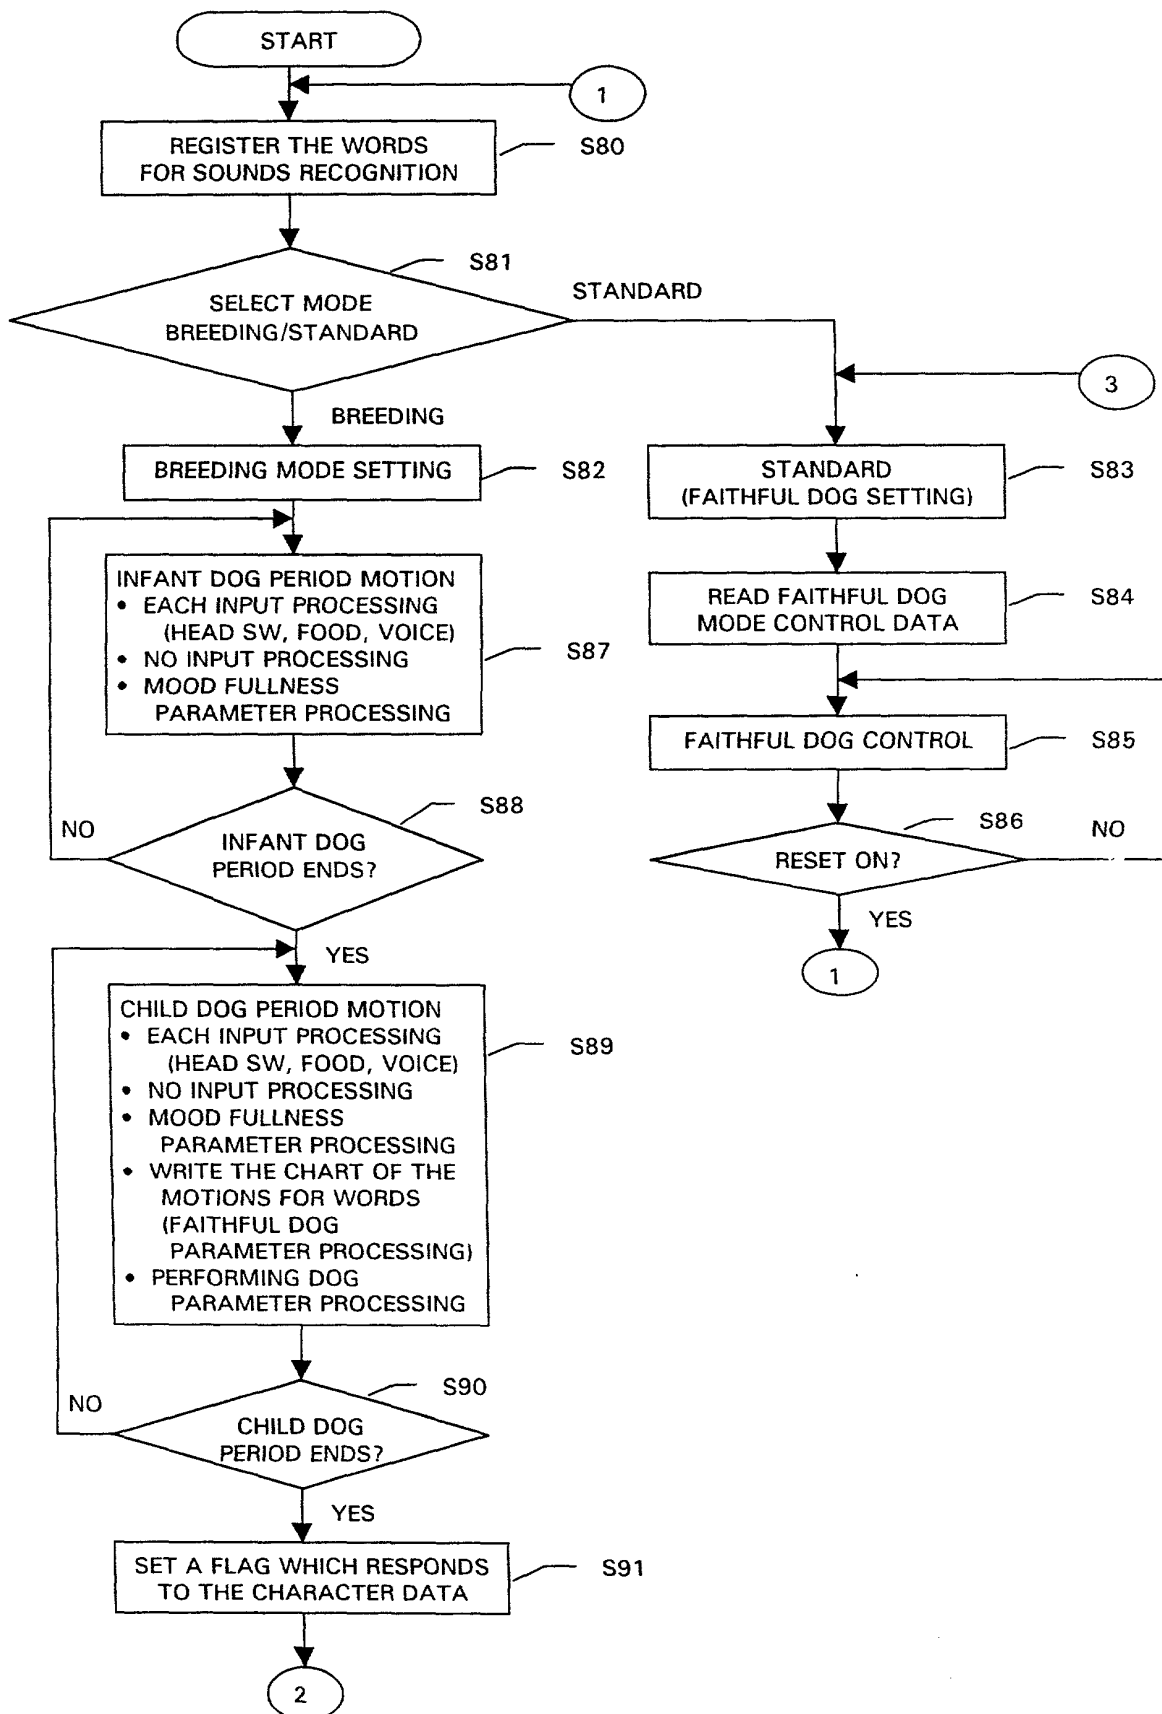 START
1
REGISTER THE WORDS
FOR SOUNDS RECOGNITION
S80
S81
SELECT MODE
BREEDING/STANDARD
STANDARD
BREEDING
3
BREEDING MODE SETTING
S82
STANDARD
(FAITHFUL DOG SETTING)
S83
INFANT DOG PERIOD MOTION
• EACH INPUT PROCESSING
(HEAD SW, FOOD, VOICE)
• NO INPUT PROCESSING
• MOOD FULLNESS
PARAMETER PROCESSING
S87
READ FAITHFUL DOG
MODE CONTROL DATA
S84
FAITHFUL DOG CONTROL
S85
S88
INFANT DOG
PERIOD ENDS?
NO
YES
S86
RESET ON?
NO
YES
1
CHILD DOG PERIOD MOTION
• EACH INPUT PROCESSING
(HEAD SW, FOOD, VOICE)
• NO INPUT PROCESSING
• MOOD FULLNESS
PARAMETER PROCESSING
• WRITE THE CHART OF THE
MOTIONS FOR WORDS
(FAITHFUL DOG
PARAMETER PROCESSING)
• PERFORMING DOG
PARAMETER PROCESSING
S89
S90
NO
CHILD DOG
PERIOD ENDS?
YES
SET A FLAG WHICH RESPONDS
TO THE CHARACTER DATA
S91
2